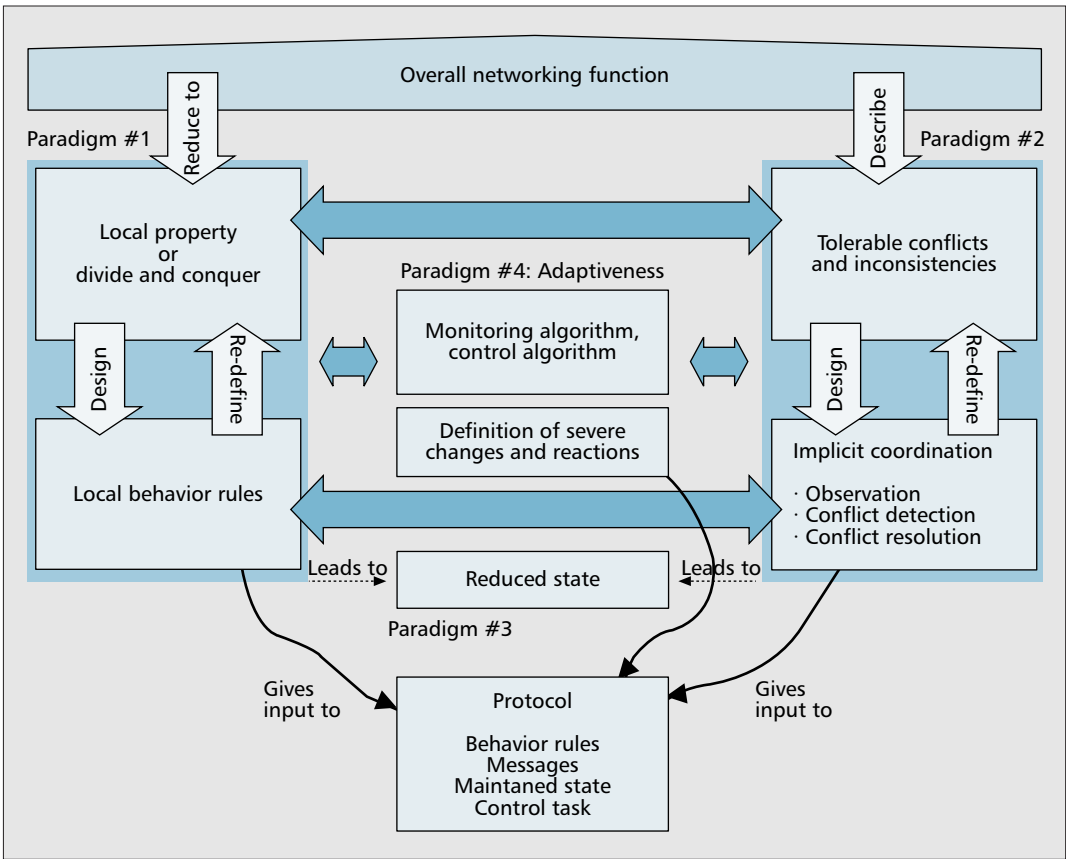 Overall networking function
Reduce to
Describe
Paradigm #1
Paradigm #2
Local property
or
divide and conquer
Tolerable conflicts
and inconsistencies
Paradigm #4: Adaptiveness
Monitoring algorithm,
control algorithm
Design
Re-define
Design
Re-define
Definition of severe
changes and reactions
Local behavior rules
Implicit coordination
· Observation
· Conflict detection
· Conflict resolution
Leads to
Reduced state
Leads to
Paradigm #3
Gives
input to
Gives
input to
Protocol
Behavior rules
Messages
Maintaned state
Control task